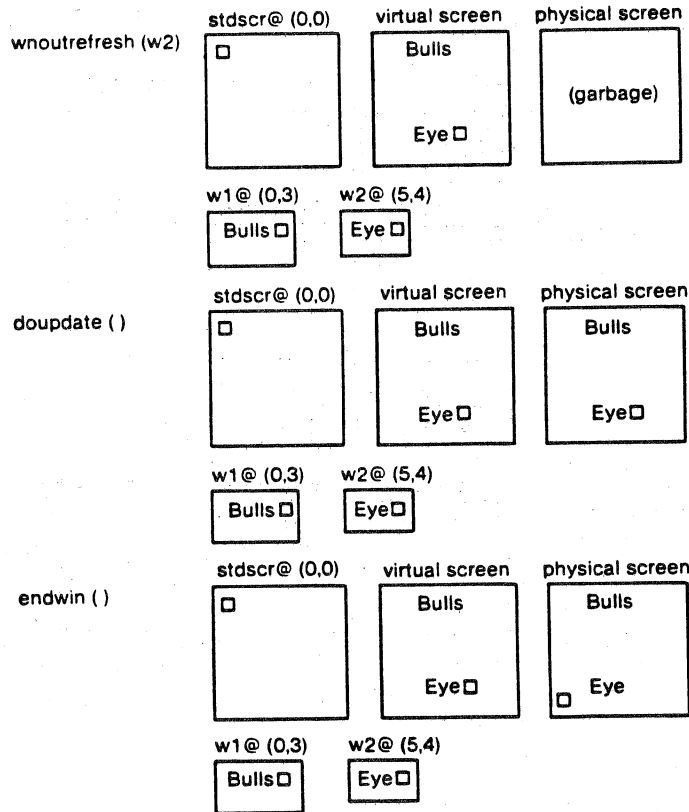 stdscr@ (0,0) virtual screen physical screen
wnoutrefresh (w2)
Bulls
(garbage)
Eye
w1@ (0,3) w2@ (5,4)
Bulls Eye
stdscr@ (0,0) virtual screen physical screen
doupdate ( )
Bulls Bulls
Eye Eye
w1@ (0,3) w2@ (5,4)
Bulls Eye
stdscr@ (0,0) virtual screen physical screen
endwin ( )
Bulls Bulls
Eye Eye
w1@ (0,3) w2@ (5,4)
Bulls Eye